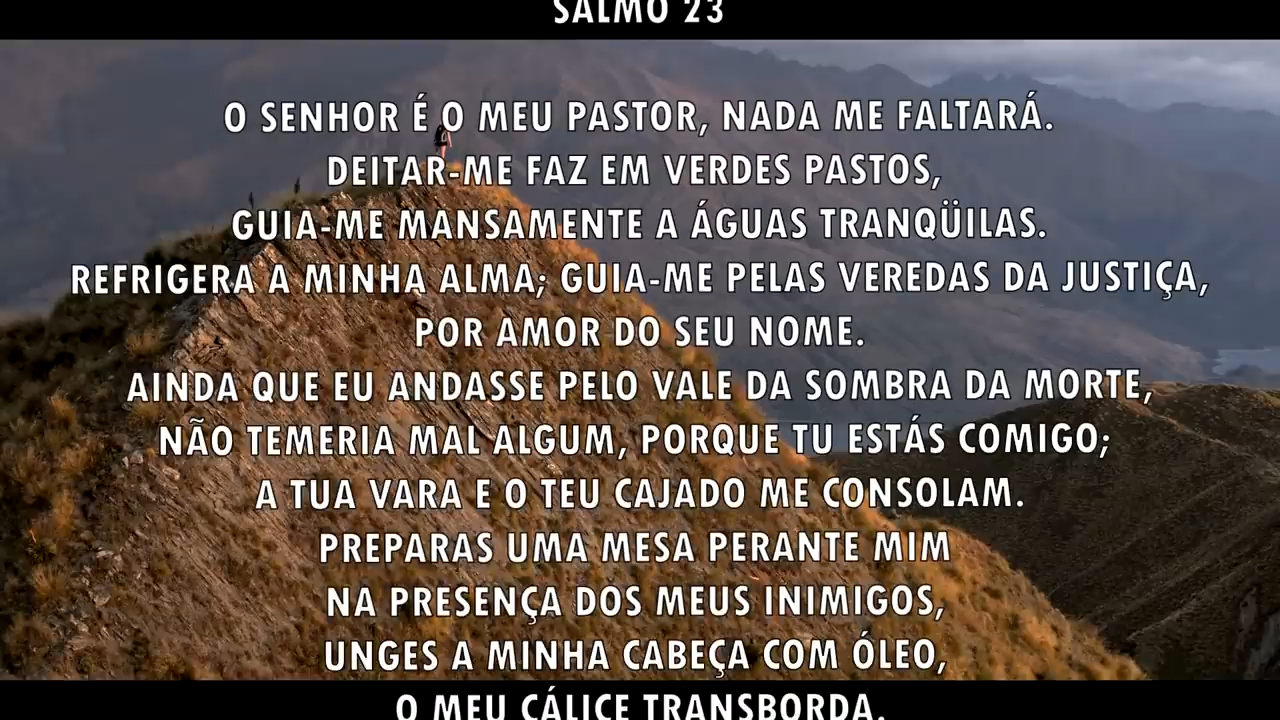 SALMO 23
O SENHOR É O MEU PASTOR, NADA ME FALTARÁ.
DEITAR-ME FAZ EM VERDES PASTOS,
GUIA-ME MANSAMENTE A ÁGUAS TRANQÜILAS.
REFRIGERA A MINHA ALMA; GUIA-ME PELAS VEREDAS DA JUSTIÇA,
POR AMOR DO SEU NOME.
AINDA QUE EU ANDASSE PELO VALE DA SOMBRA DA MORTE,
NÃO TEMERIA MAL ALGUM, PORQUE TU ESTÁS COMIGO;
A TUA VARA E O TEU CAJADO ME CONSOLAM.
PREPARAS UMA MESA PERANTE MIM
NA PRESENÇA DOS MEUS INIMIGOS,
UNGES A MINHA CABEÇA COM ÓLEO,
O MEU CÁLICE TRANSBORDA.